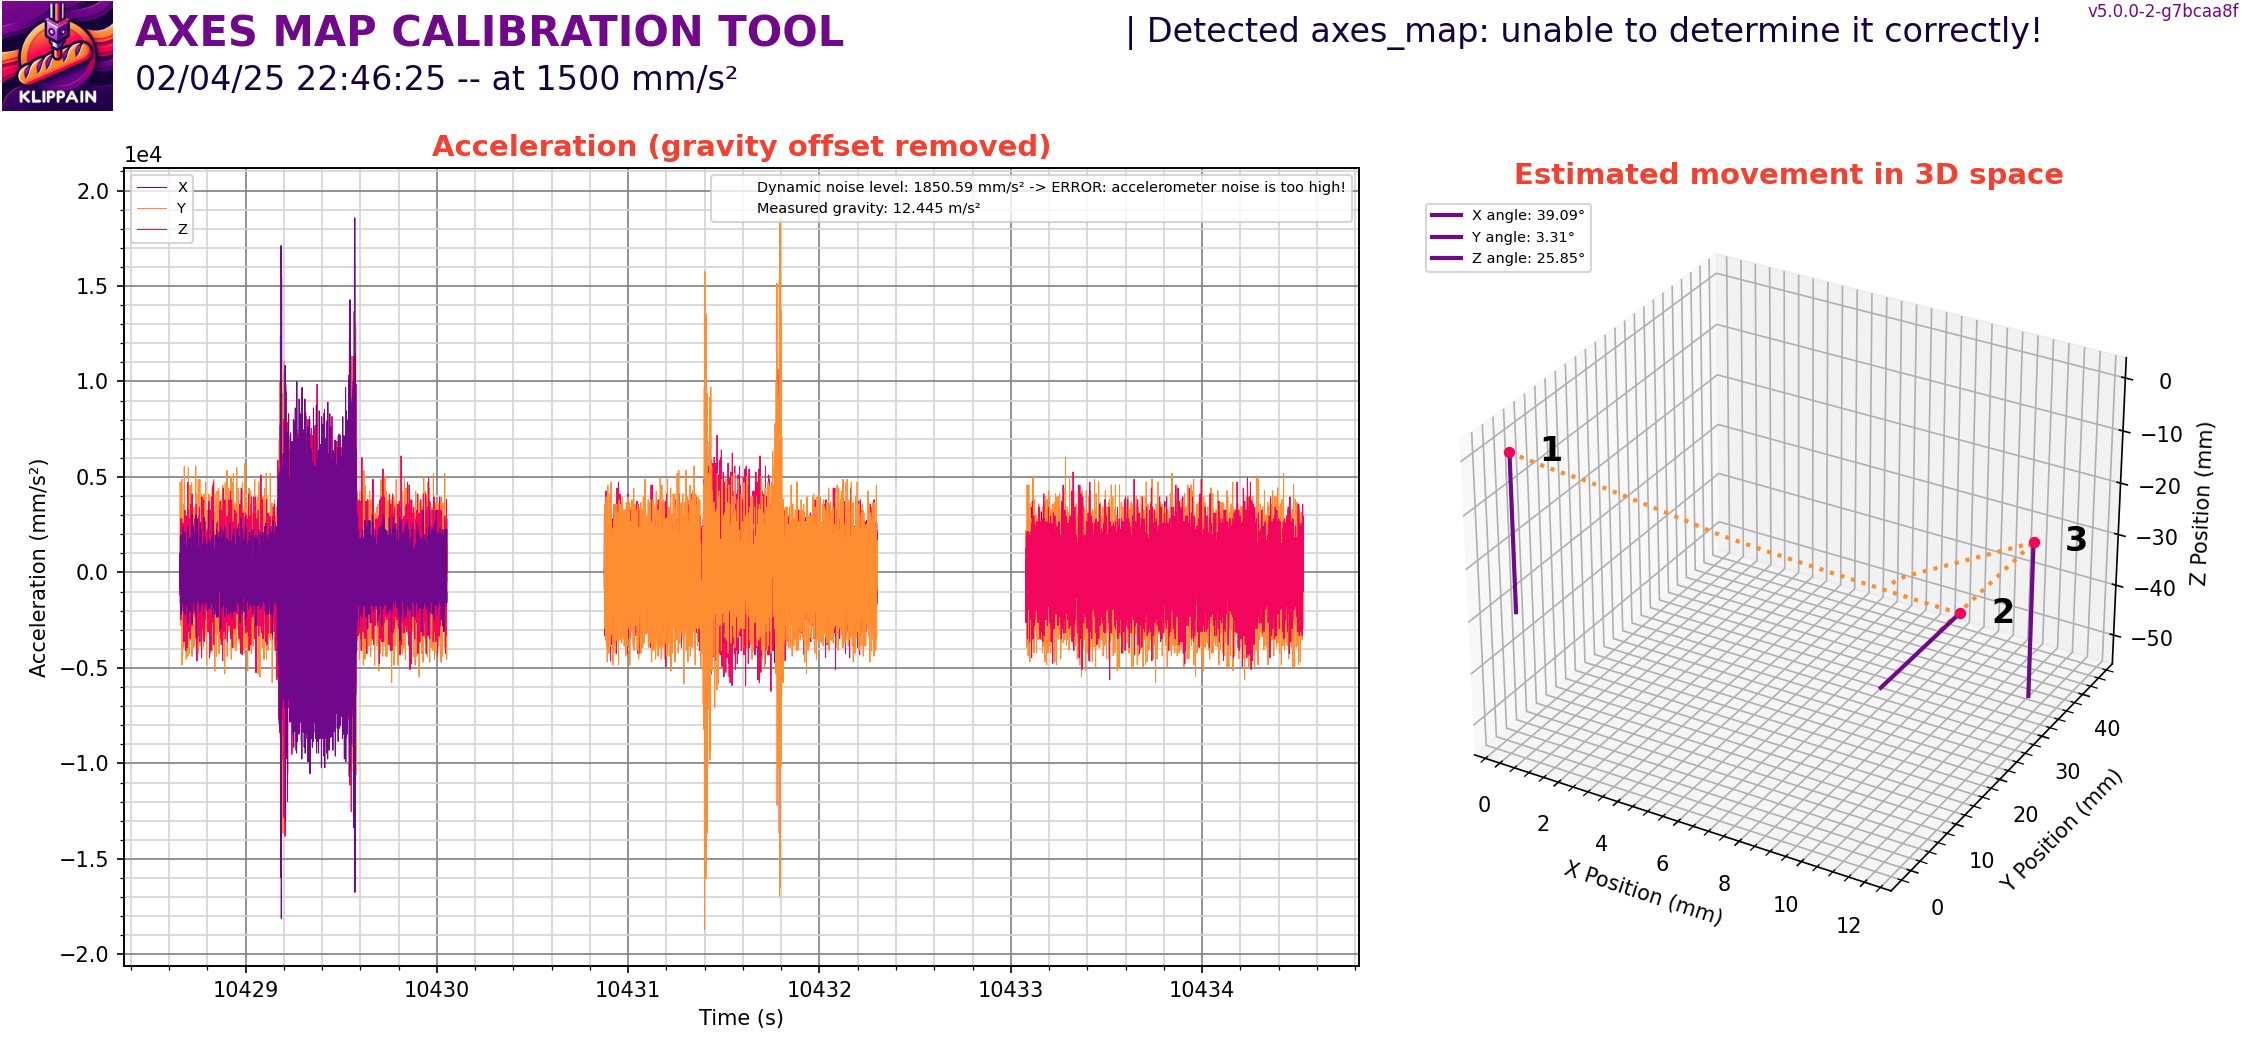 AXES MAP CALIBRATION TOOL
| Detected axes_map: unable to determine it correctly!
v5.0.0-2-g7bcaa8f
02/04/25 22:46:25 -- at 1500 mm/s²
KLIPPAIN
Acceleration (gravity offset removed)
1e4
X
Y
Z
Dynamic noise level: 1850.59 mm/s² -> ERROR: accelerometer noise is too high!
Measured gravity: 12.445 m/s²
Acceleration (mm/s²)
2.0
1.5
1.0
0.5
0.0
−0.5
−1.0
−1.5
−2.0
10429
10430
10431
10432
10433
10434
Time (s)
Estimated movement in 3D space
X angle: 39.09°
Y angle: 3.31°
Z angle: 25.85°
1
2
3
0
−10
−20
−30
−40
−50
Z Position (mm)
0
2
4
6
8
10
12
X Position (mm)
0
10
20
30
40
Y Position (mm)